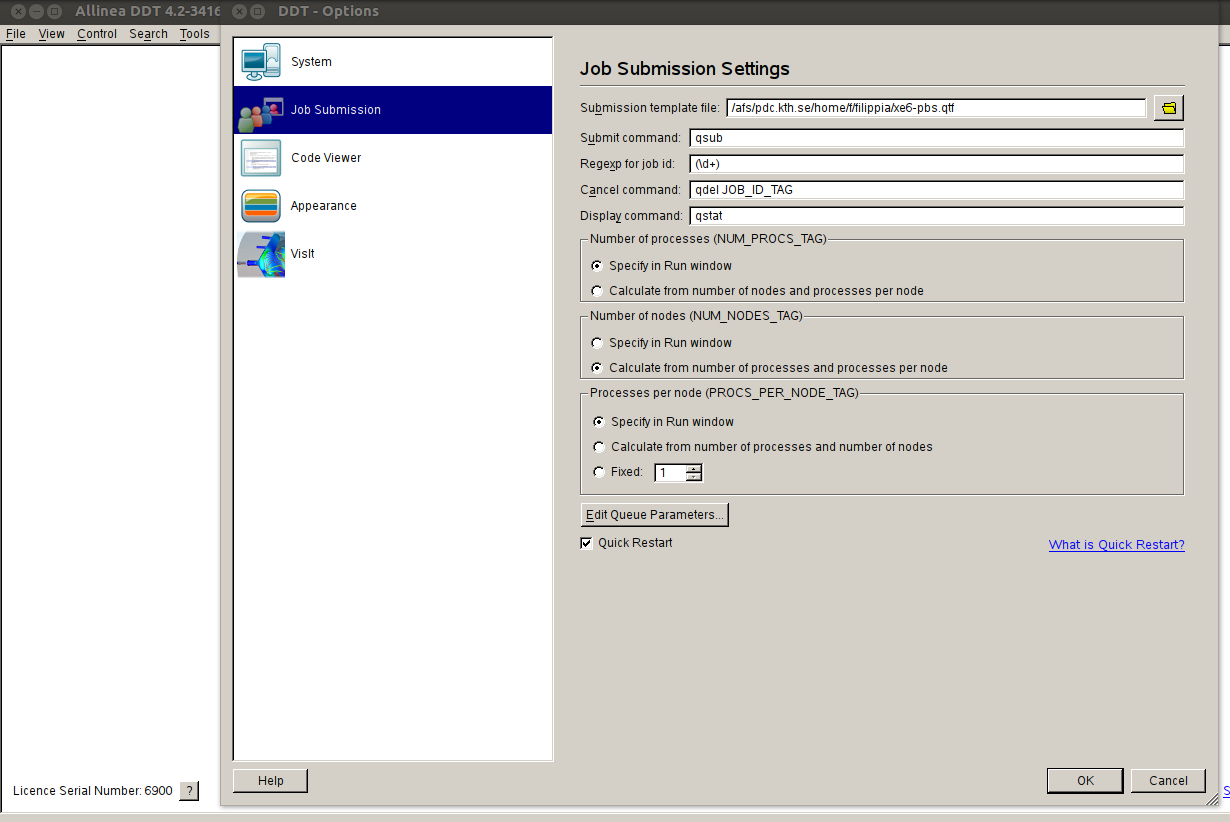 Allinea DDT 4.2-3416
DDT - Options
File View Control Search Tools
System
Job Submission
Code Viewer
Appearance
VisIt
Job Submission Settings
Submission template file: /afs/pdc.kth.se/home/f/filippia/xe6-pbs.qtf
Submit command: qsub
Regexp for job id: (\d+)
Cancel command: qdel JOB_ID_TAG
Display command: qstat
Number of processes (NUM_PROCS_TAG)
Specify in Run window
Calculate from number of nodes and processes per node
Number of nodes (NUM_NODES_TAG)
Specify in Run window
Calculate from number of processes and processes per node
Processes per node (PROCS_PER_NODE_TAG)
Specify in Run window
Calculate from number of processes and number of nodes
Fixed: 1
Edit Queue Parameters...
Quick Restart
What is Quick Restart?
Help
OK
Cancel
Licence Serial Number: 6900 ?
S